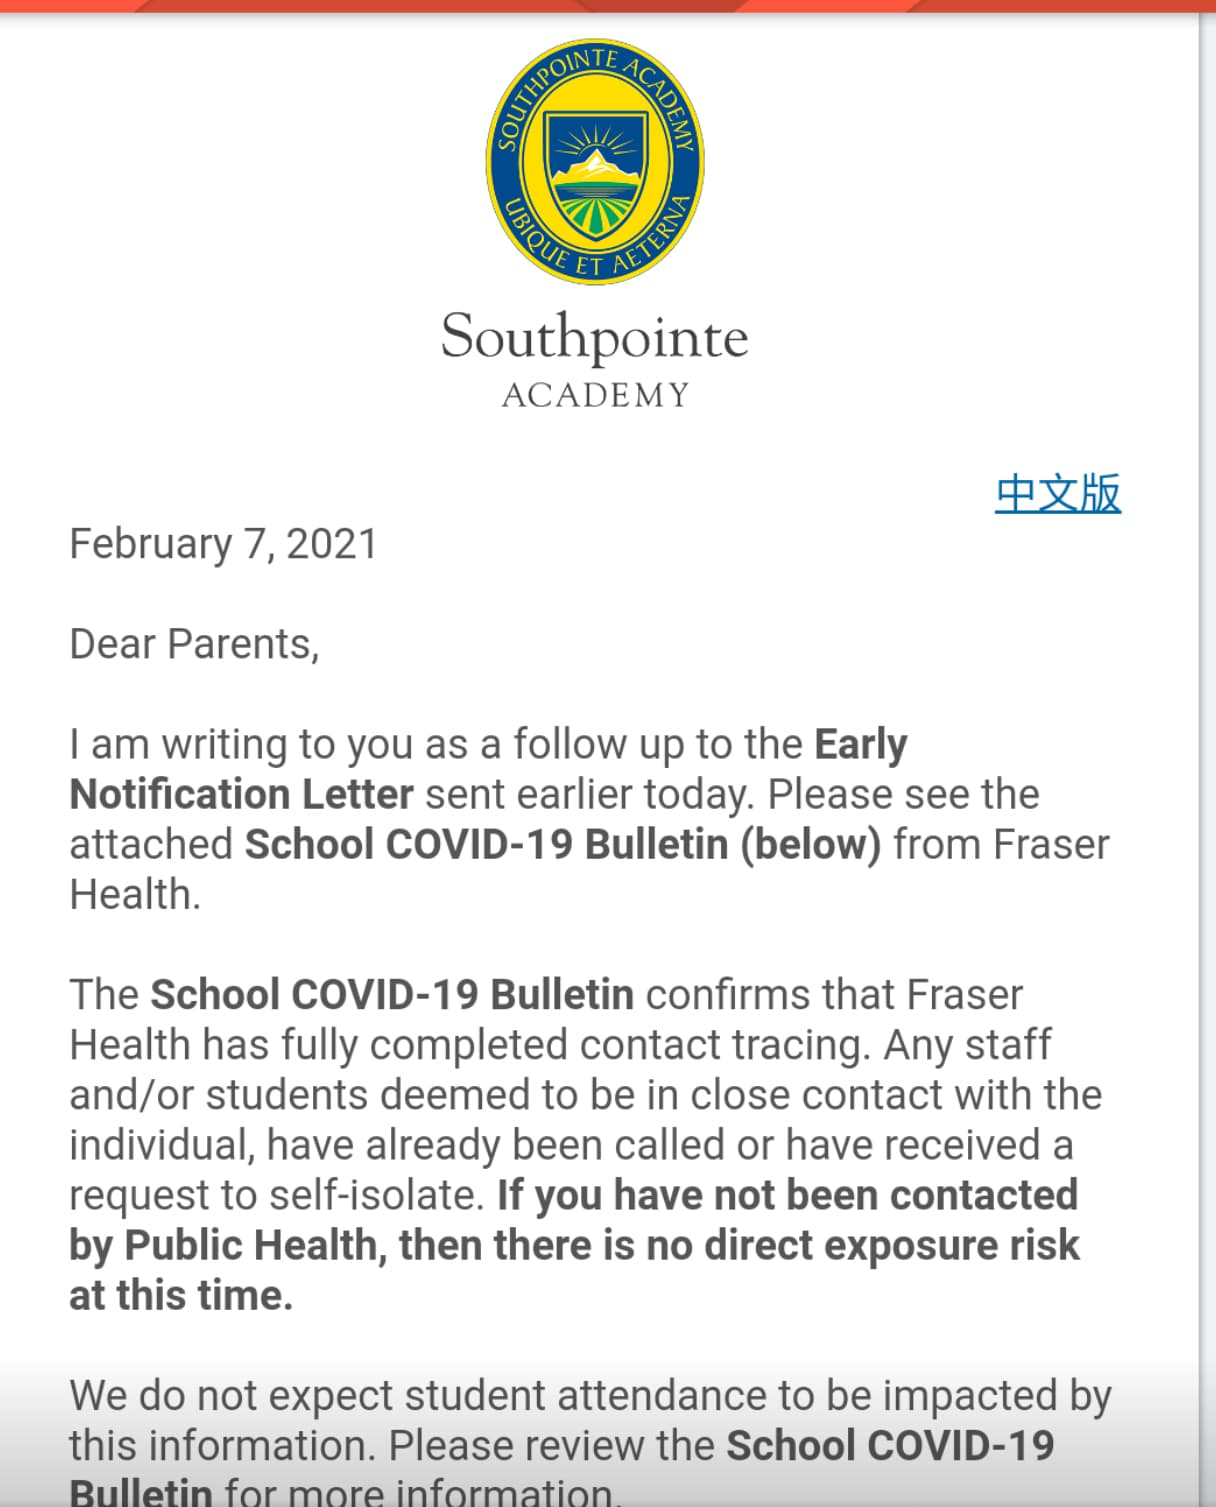 SOUTHPOINTE ACADEMY
UBIQUE ET AETERNA
Southpointe
ACADEMY
中文版
February 7, 2021
Dear Parents,
I am writing to you as a follow up to the Early
Notification Letter sent earlier today. Please see the
attached School COVID-19 Bulletin (below) from Fraser
Health.
The School COVID-19 Bulletin confirms that Fraser
Health has fully completed contact tracing. Any staff
and/or students deemed to be in close contact with the
individual, have already been called or have received a
request to self-isolate. If you have not been contacted
by Public Health, then there is no direct exposure risk
at this time.
We do not expect student attendance to be impacted by
this information. Please review the School COVID-19
Bulletin for more information.